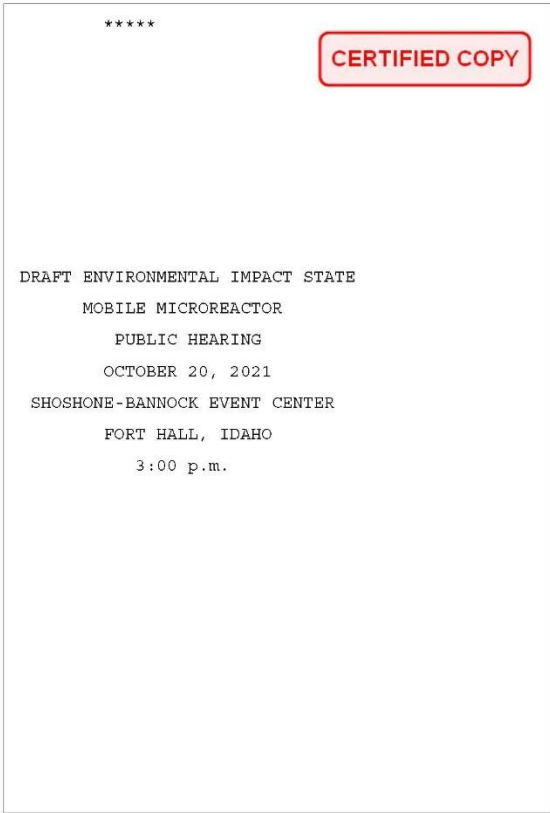 *****
CERTIFIED COPY
DRAFT ENVIRONMENTAL IMPACT STATE
MOBILE MICROREACTOR
PUBLIC HEARING
OCTOBER 20, 2021
SHOSHONE-BANNOCK EVENT CENTER
FORT HALL, IDAHO
3:00 p.m.